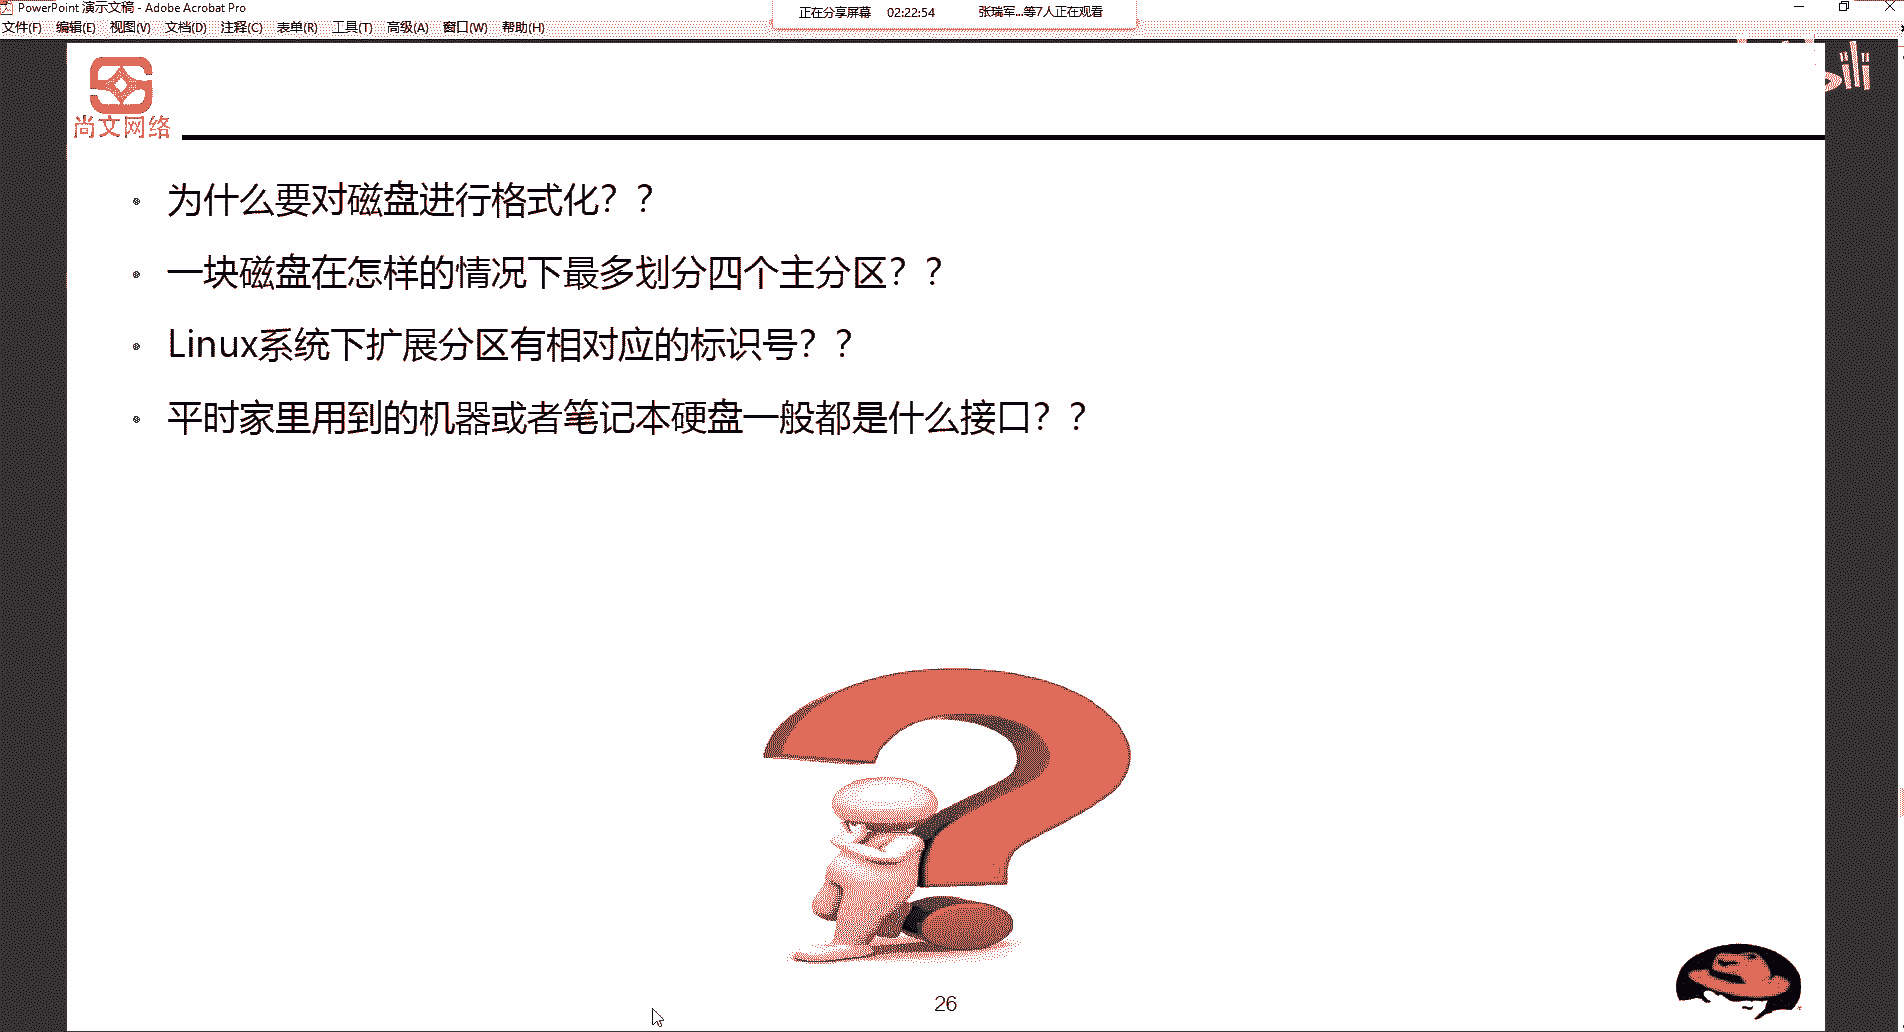 PowerPoint 演示文稿 - Adobe Acrobat Pro
正在分享屏幕 02:22:54 张瑞军...等7人正在观看
文件(F) 编辑(E) 视图(V) 文档(D) 注释(C) 表单(R) 工具(T) 高级(A) 窗口(W) 帮助(H)
尚文网络
• 为什么要对磁盘进行格式化？？
• 一块磁盘在怎样的情况下最多划分四个主分区？？
• Linux系统下扩展分区有相对应的标识号？？
• 平时家里用到的机器或者笔记本硬盘一般都是什么接口？？
26